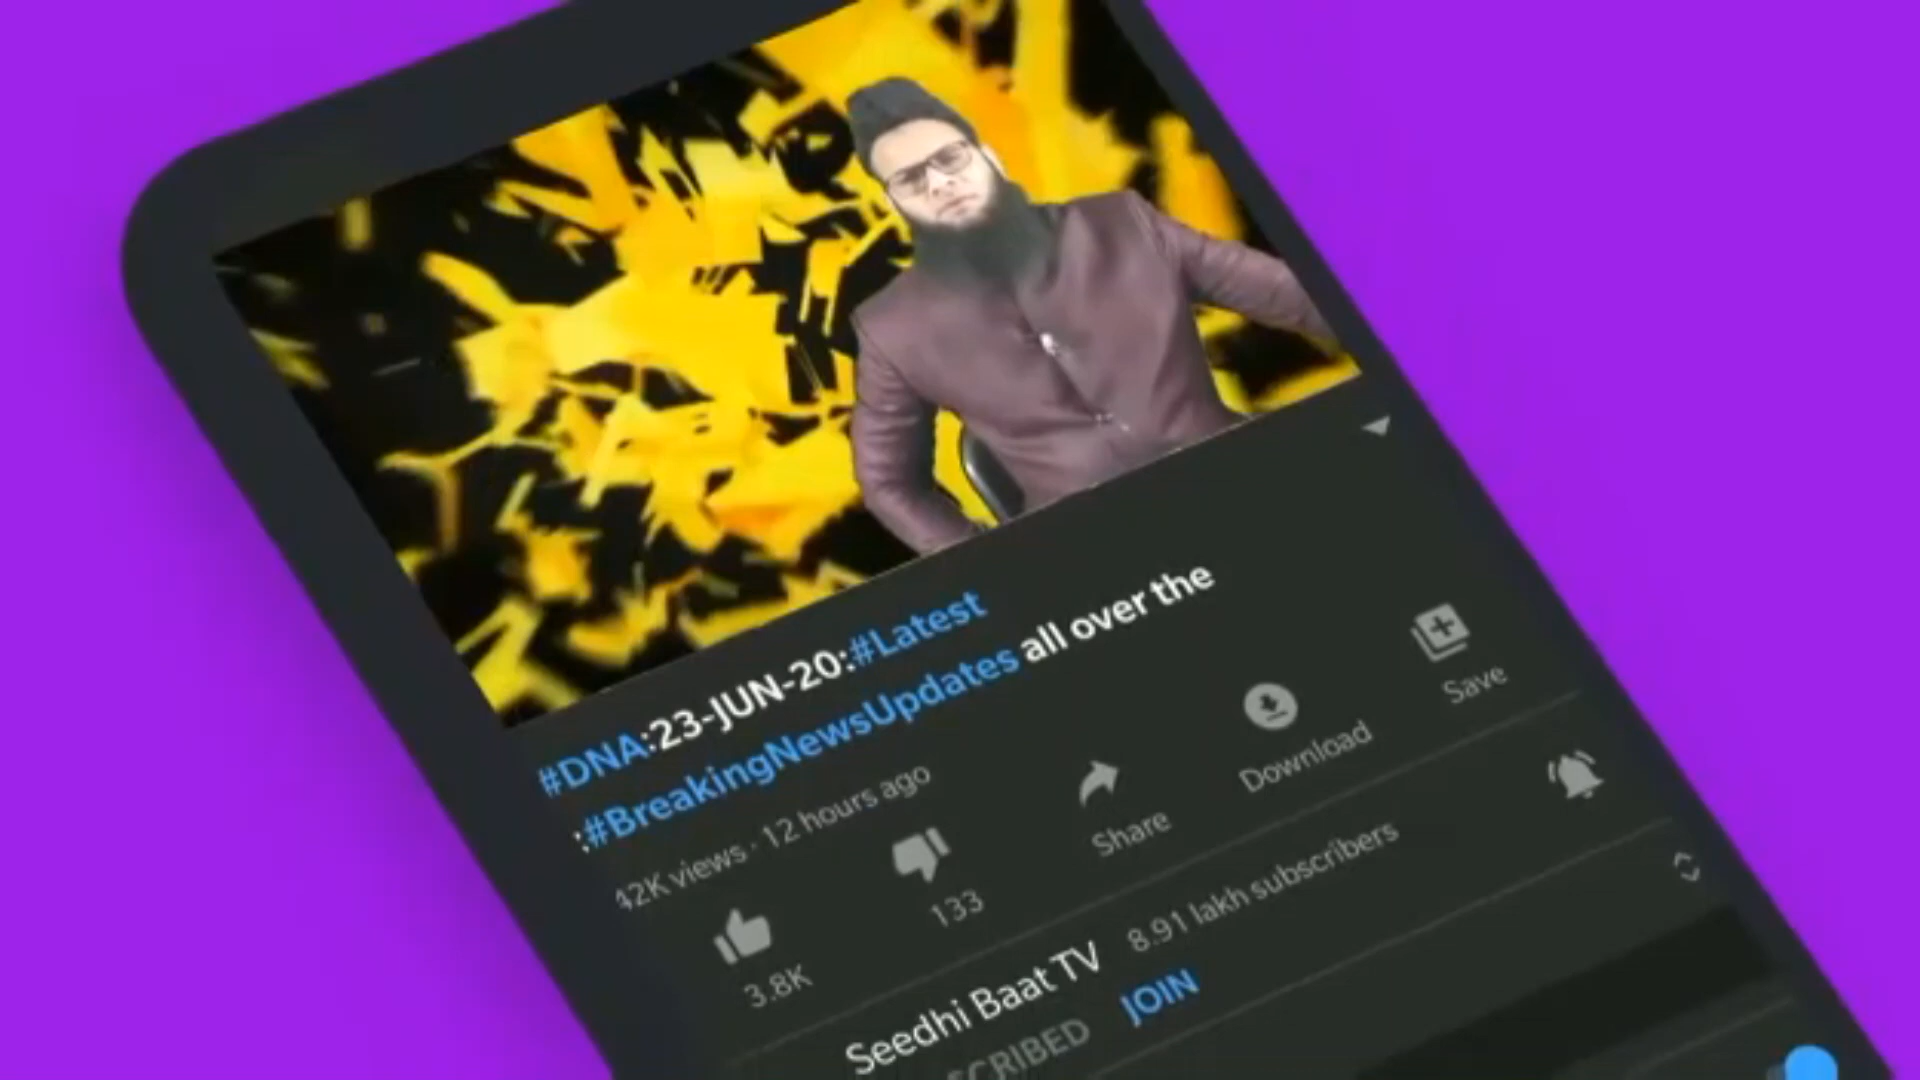 #DNA:23-JUN-20:#Latest
:#BreakingNewsUpdates all over the
42K views · 12 hours ago
3.8K
133
Share
Download
Save
Seedhi Baat TV 8.91 lakh subscribers
JOIN